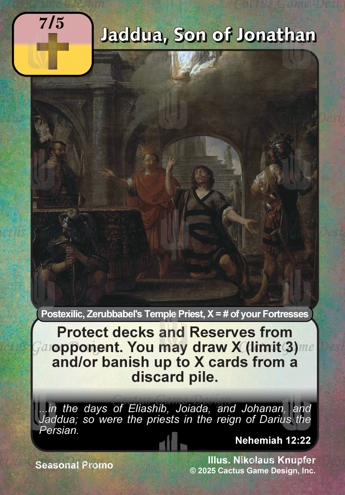 7/5
Jaddua, Son of Jonathan
Postexilic, Zerubbabel's Temple Priest, X = # of your Fortresses
Protect decks and Reserves from
opponent. You may draw X (limit 3)
and/or banish up to X cards from a
discard pile.
...in the days of Eliashib, Joiada, and Johanan, and
Jaddua; so were the priests in the reign of Darius the
Persian.
Nehemiah 12:22
Seasonal Promo
Illus. Nikolaus Knupfer
© 2025 Cactus Game Design, Inc.